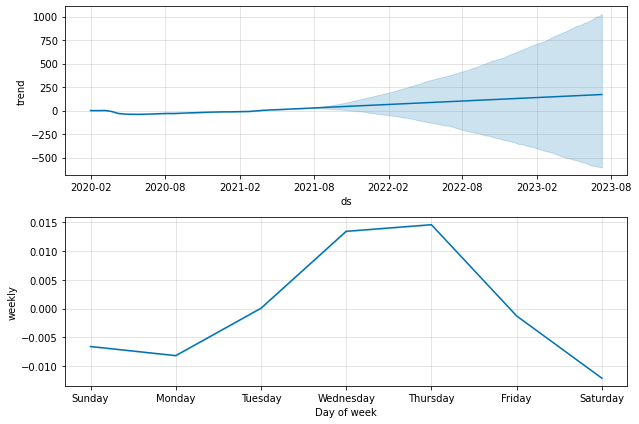 1000
750
500
250
0
−250
−500
trend
2020-02 2020-08 2021-02 2021-08 2022-02 2022-08 2023-02 2023-08
ds
0.015
0.010
0.005
0.000
−0.005
−0.010
weekly
Sunday Monday Tuesday Wednesday Thursday Friday Saturday
Day of week